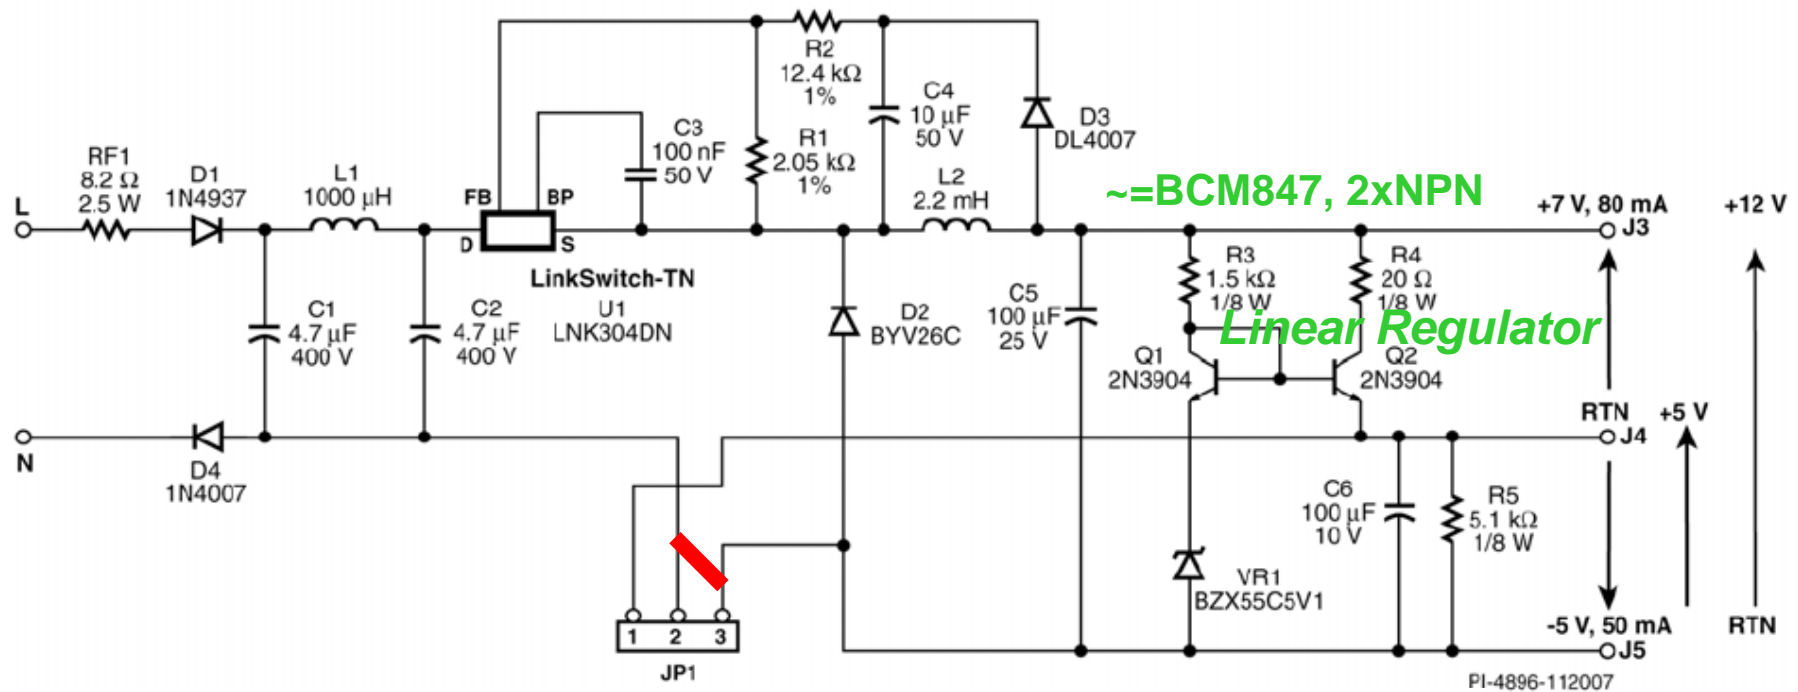 R2
12.4 kΩ
1%
C4
10 µF
50 V
D3
DL4007
C3
100 nF
50 V
R1
2.05 kΩ
1%
RF1
8.2 Ω
2.5 W
D1
1N4937
L1
1000 µH
FB
BP
L2
2.2 mH
~=BCM847, 2xNPN
+7 V, 80 mA
+12 V
L
D
S
J3
LinkSwitch-TN
U1
LNK304DN
C1
4.7 µF
400 V
C2
4.7 µF
400 V
D2
BYV26C
C5
100 µF
25 V
R3
1.5 kΩ
1/8 W
R4
20 Ω
1/8 W
Linear Regulator
Q1
2N3904
Q2
2N3904
RTN
+5 V
J4
N
D4
1N4007
C6
100 µF
10 V
R5
5.1 kΩ
1/8 W
VR1
BZX55C5V1
1 2 3
JP1
-5 V, 50 mA
RTN
J5
PI-4896-112007